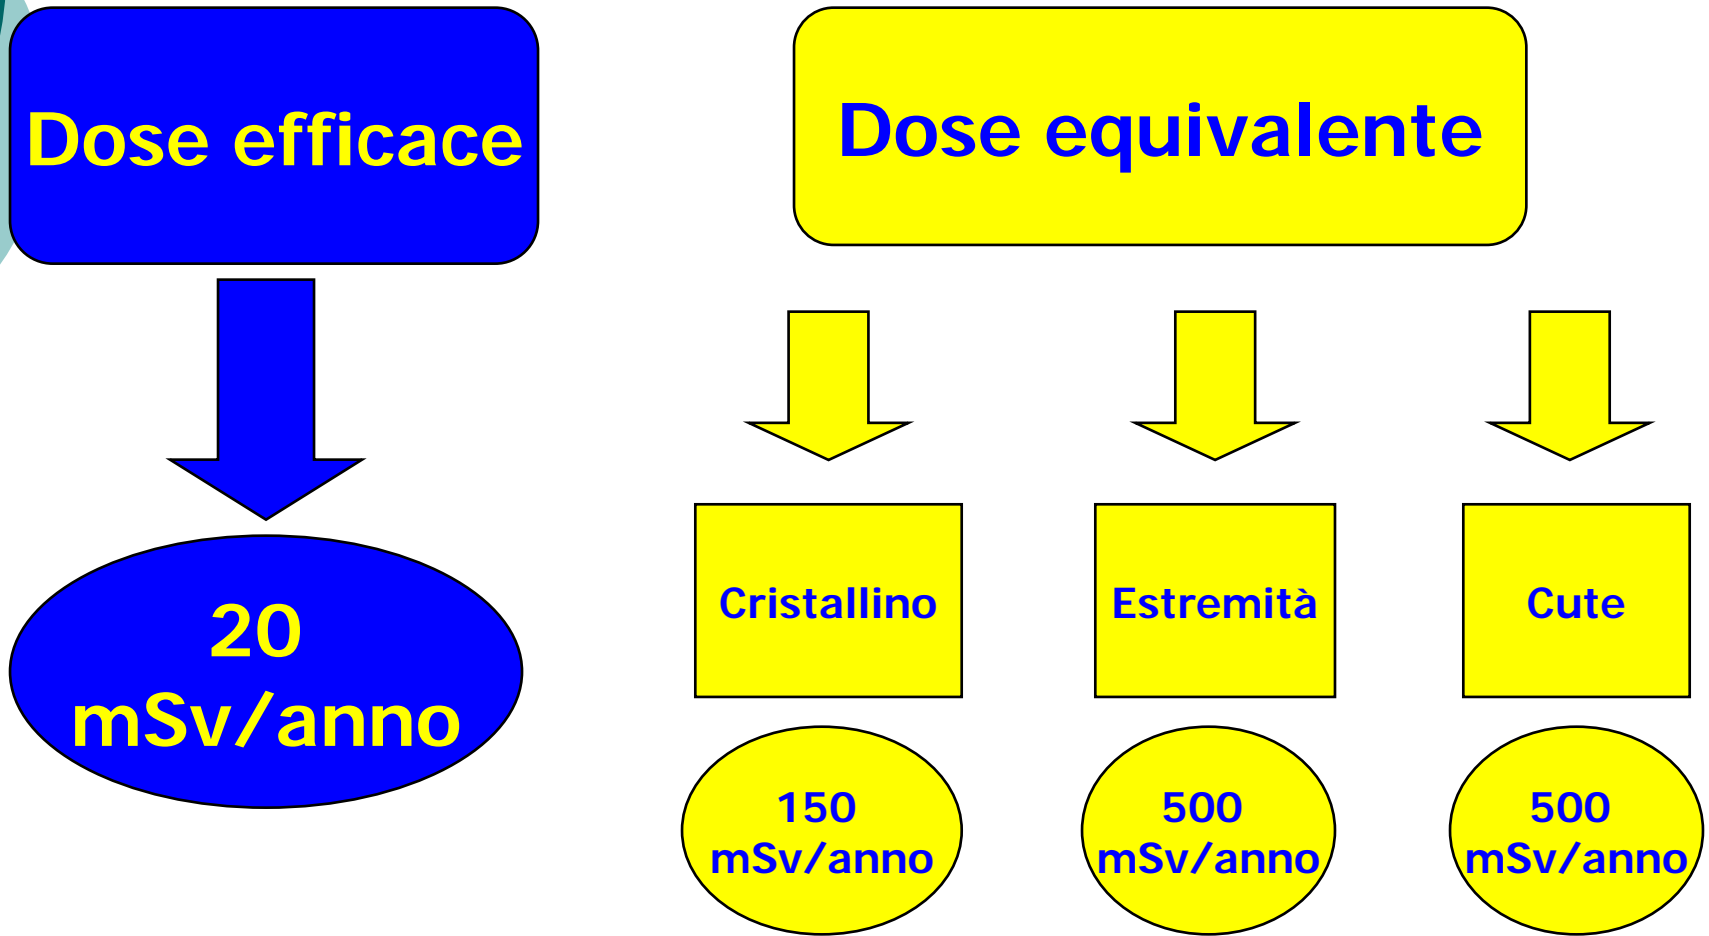 Dose efficace
Dose equivalente
20
mSv/anno
Cristallino
Estremità
Cute
150
mSv/anno
500
mSv/anno
500
mSv/anno